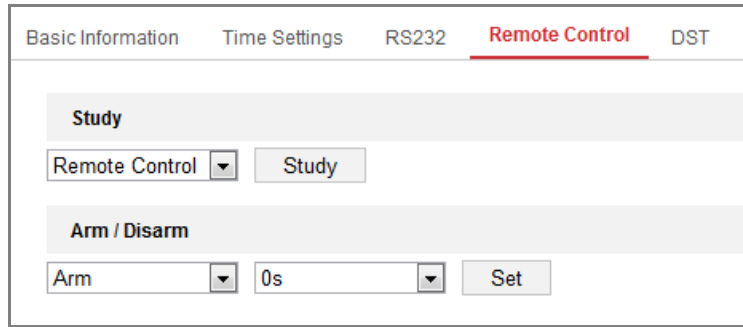 Basic Information Time Settings RS232 Remote Control DST
Study
Remote Control Study
Arm / Disarm
Arm 0s Set